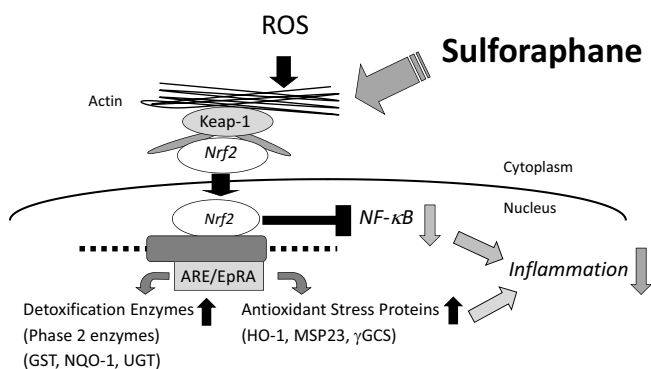 ROS
Sulforaphane
Actin
Keap-1
Nrf2
Cytoplasm
Nucleus
Nrf2
NF-κB
ARE/EpRA
Inflammation
Detoxification Enzymes
(Phase 2 enzymes)
(GST, NQO-1, UGT)
Antioxidant Stress Proteins
(HO-1, MSP23, γGCS)